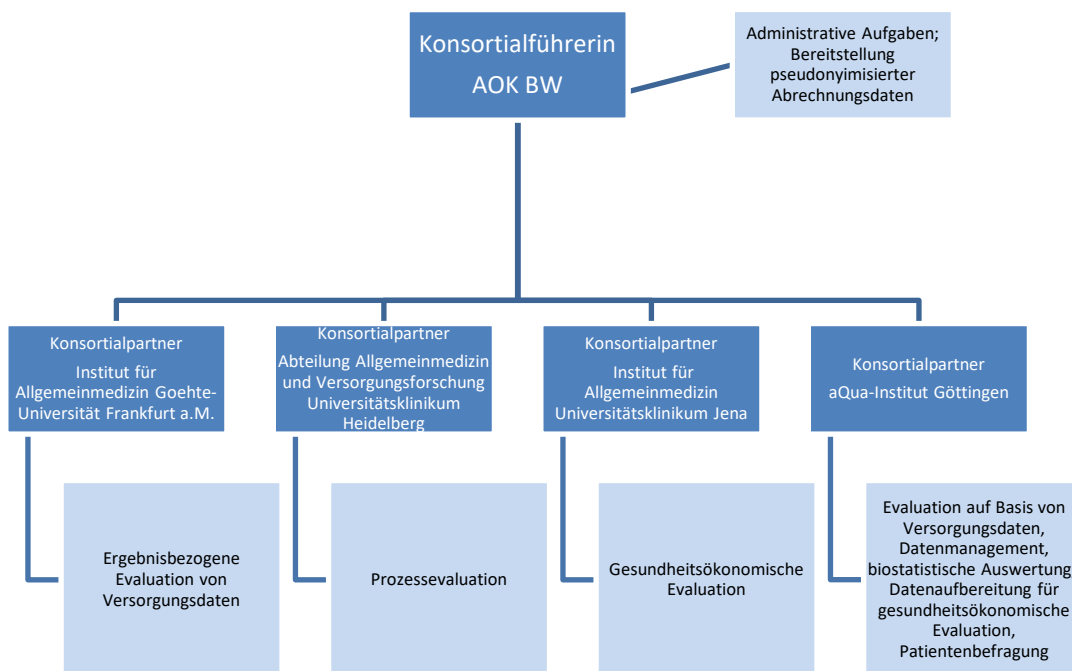 Konsortialführerin
AOK BW
Administrative Aufgaben;
Bereitstellung
pseudonyimisierter
Abrechnungsdaten
Konsortialpartner
Institut für
Allgemeinmedizin Goehte-
Universität Frankfurt a.M.
Konsortialpartner
Abteilung Allgemeinmedizin
und Versorgungsforschung
Universitätsklinikum
Heidelberg
Konsortialpartner
Institut für
Allgemeinmedizin
Universitätsklinikum Jena
Konsortialpartner
aQua-Institut Göttingen
Ergebnisbezogene
Evaluation von
Versorgungsdaten
Prozessevaluation
Gesundheitsökonomische
Evaluation
Evaluation auf Basis von
Versorgungsdaten,
Datenmanagement,
biostatistische Auswertung
Datenaufbereitung für
gesundheitsökonomische
Evaluation,
Patientenbefragung